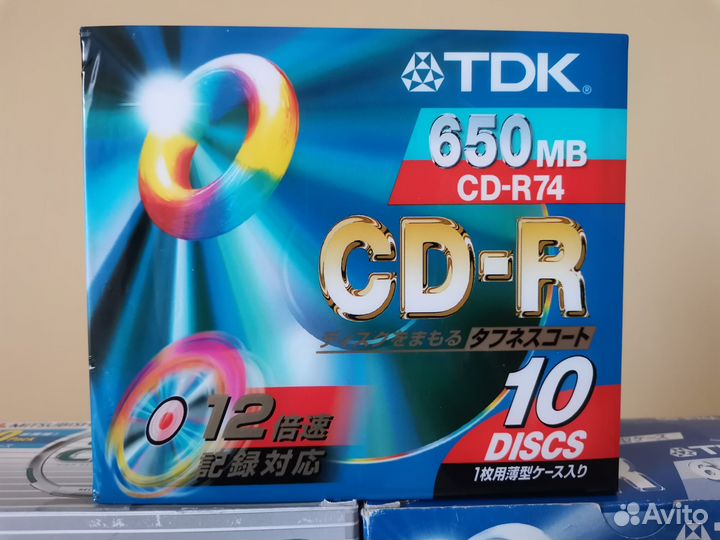 TDK
650MB
CD-R74
CD-R
ディスクをまもる タフネスコート
12倍速
記録対応
10
DISCS
1枚用薄型ケース入り
MITSUBISHI
TDK
Avito